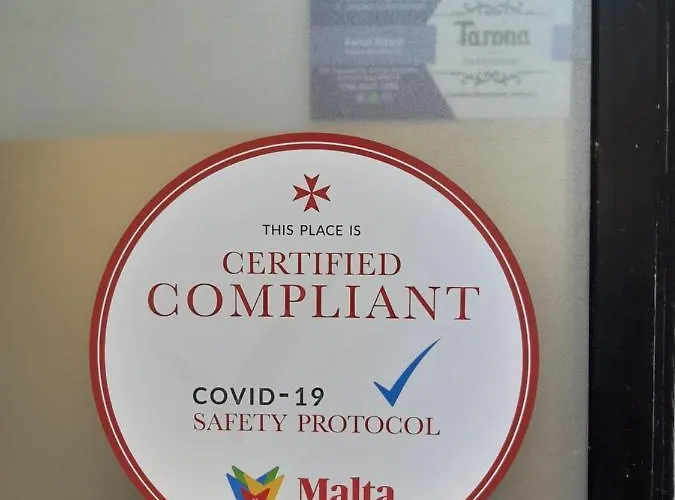 Tarona
THIS PLACE IS
CERTIFIED
COMPLIANT
COVID-19
SAFETY PROTOCOL
Malta